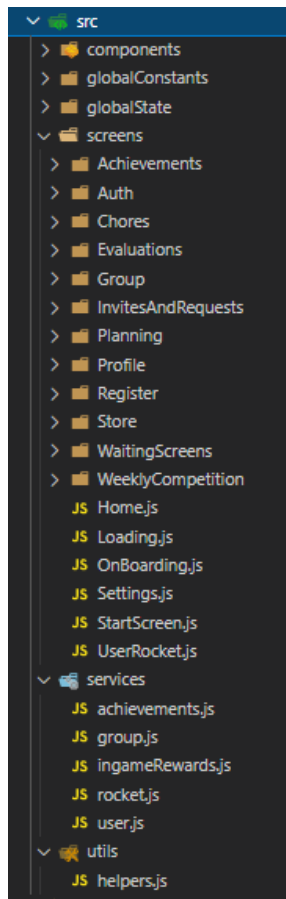 src
components
globalConstants
globalState
screens
Achievements
Auth
Chores
Evaluations
Group
InvitesAndRequests
Planning
Profile
Register
Store
WaitingScreens
WeeklyCompetition
JS Home.js
JS Loading.js
JS OnBoarding.js
JS Settings.js
JS StartScreen.js
JS UserRocket.js
services
JS achievements.js
JS group.js
JS ingameRewards.js
JS rocket.js
JS user.js
utils
JS helpers.js